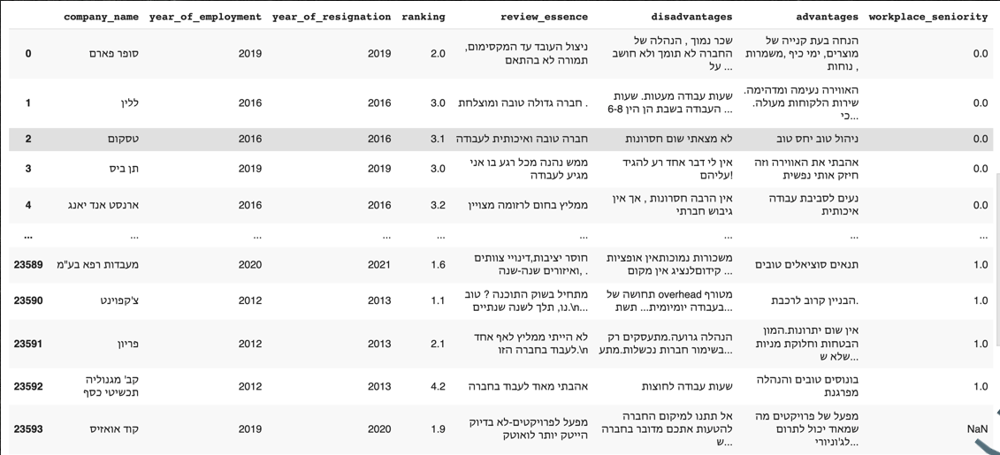 company_name year_of_employment year_of_resignation ranking review_essence disadvantages advantages workplace_seniority
0 סופר פארם 2019 2019 2.0 ניצול העובד עד המקסימום, תמורה לא בהתאם שכר נמוך , הנהלה של החברה לא תומך ולא חושב על ... הנחה בעת קנייה של מוצרים, ימי כיף ,משמרות נוחות , 0.0
1 ללין 2016 2016 3.0 חברה גדולה טובה ומוצלחת . שעות עבודה מעטות. שעות העבודה בשבת הן הין 6-8 ... האווירה נעימה ומדהימה. שירות הלקוחות מעולה. כי... 0.0
2 טסקום 2016 2016 3.1 חברה טובה ואיכותית לעבודה לא מצאתי שום חסרונות ניהול טוב יחס טוב 0.0
3 תן ביס 2019 2019 3.0 ממש נהנה מכל רגע בו אני מגיע לעבודה אין לי דבר אחד רע להגיד עליהם! אהבתי את האווירה וזה חיזק אותי נפשית 0.0
4 ארנסט אנד יאנג 2016 2016 3.2 ממליץ בחום לרזומה מצויין אין הרבה חסרונות , אך אין גיבוש חברתי נעים לסביבת עבודה איכותית 0.0
... ... ... ... ... ... ... ... ...
23589 מעבדות רפא בע"מ 2020 2021 1.6 חוסר יציבות,דינויי צוותים ואיזורים שנה-שנה, . משכורות נמוכותאין אופציות קידוםלנציג אין מקום ... תנאים סוציאלים טובים 1.0
23590 צ'קפוינט 2012 2013 1.1 מתחיל בשוק התוכנה ? טוב נו, תלך לשנה שנתיים.\n... מטורף overhead תחושה של בעבודה יומיומית... תשת... הבניין קרוב לרכבת. 1.0
23591 פריון 2012 2013 2.1 לא הייתי ממליץ לאף אחד לעבוד בחברה הזו.\n הנהלה גרועה.מתעסקים רק בשימור חברות נכשלות.מתע... אין שום יתרונות.המון הבטחות וחלוקת מניות שלא ש... 1.0
23592 קב' מגנוליה תכשיטי כסף 2012 2013 4.2 אהבתי מאוד לעבוד בחברה שעות עבודה לחוצות בונוסים טובים והנהלה מפרגנת 1.0
23593 קוד אואזיס 2019 2020 1.9 מפעל לפרויקטים-לא בדיוק הייטק יותר לואוטק אל תתנו למיקום החברה להטעות אתכם מדובר בחברה ש... מפעל של פרויקטים מה שמאוד יכול לתרום לג'וניורי... NaN